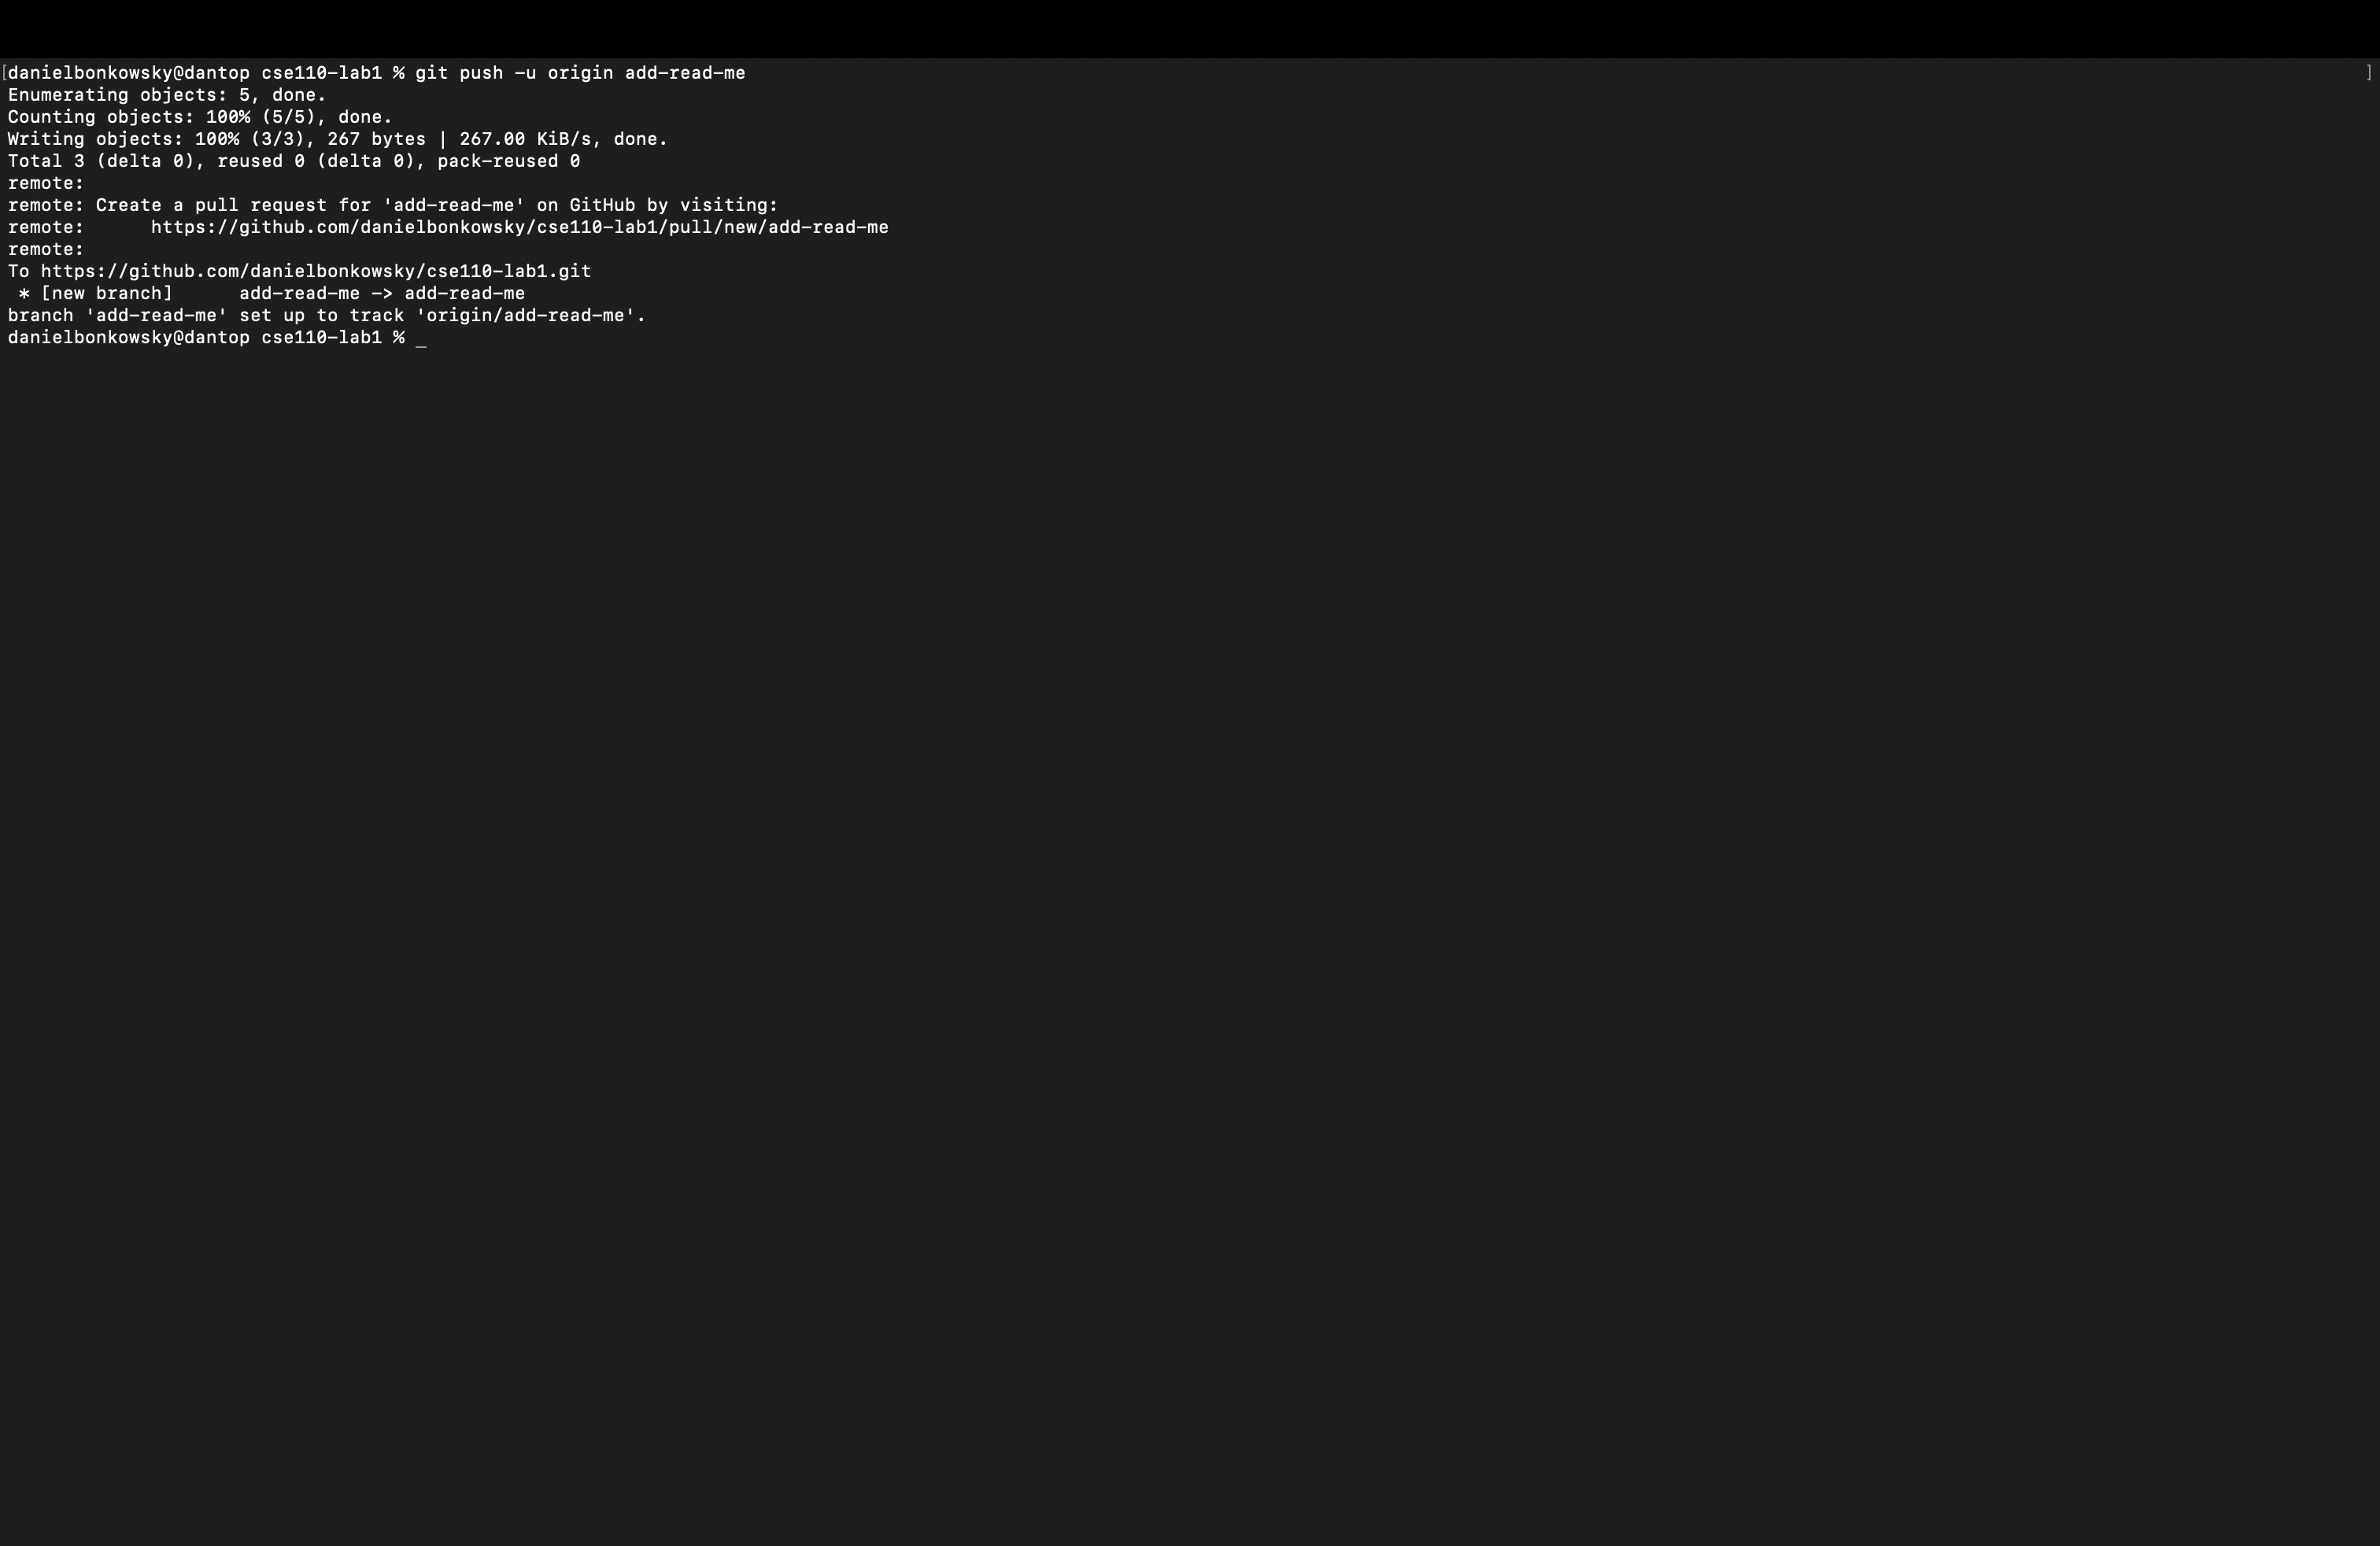 [danielbonkowsky@dantop cse110-lab1 % git push -u origin add-read-me ]
Enumerating objects: 5, done.
Counting objects: 100% (5/5), done.
Writing objects: 100% (3/3), 267 bytes | 267.00 KiB/s, done.
Total 3 (delta 0), reused 0 (delta 0), pack-reused 0
remote:
remote: Create a pull request for 'add-read-me' on GitHub by visiting:
remote:      https://github.com/danielbonkowsky/cse110-lab1/pull/new/add-read-me
remote:
To https://github.com/danielbonkowsky/cse110-lab1.git
 * [new branch]      add-read-me -> add-read-me
branch 'add-read-me' set up to track 'origin/add-read-me'.
danielbonkowsky@dantop cse110-lab1 % _